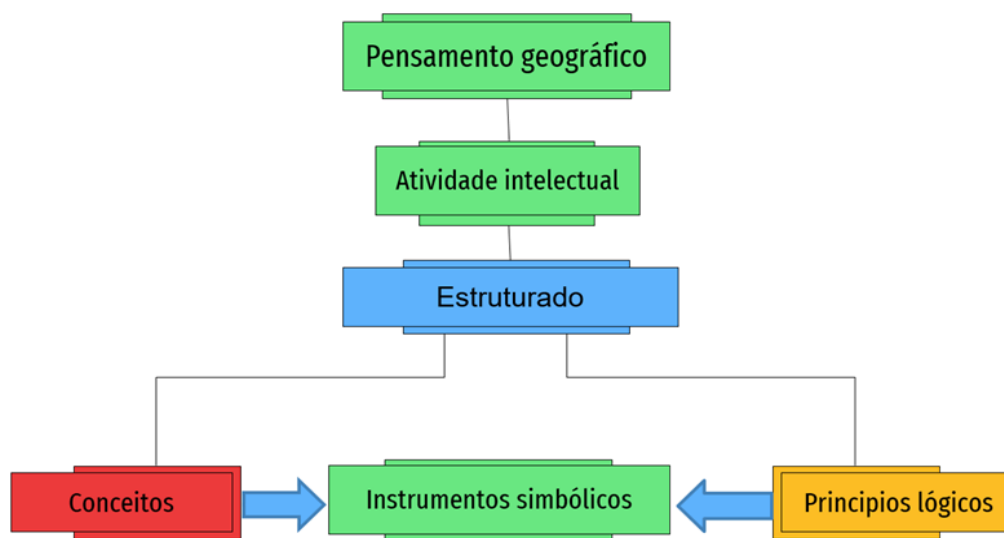 Pensamento geográfico
Atividade intelectual
Estruturado
Conceitos
Instrumentos simbólicos
Principios lógicos